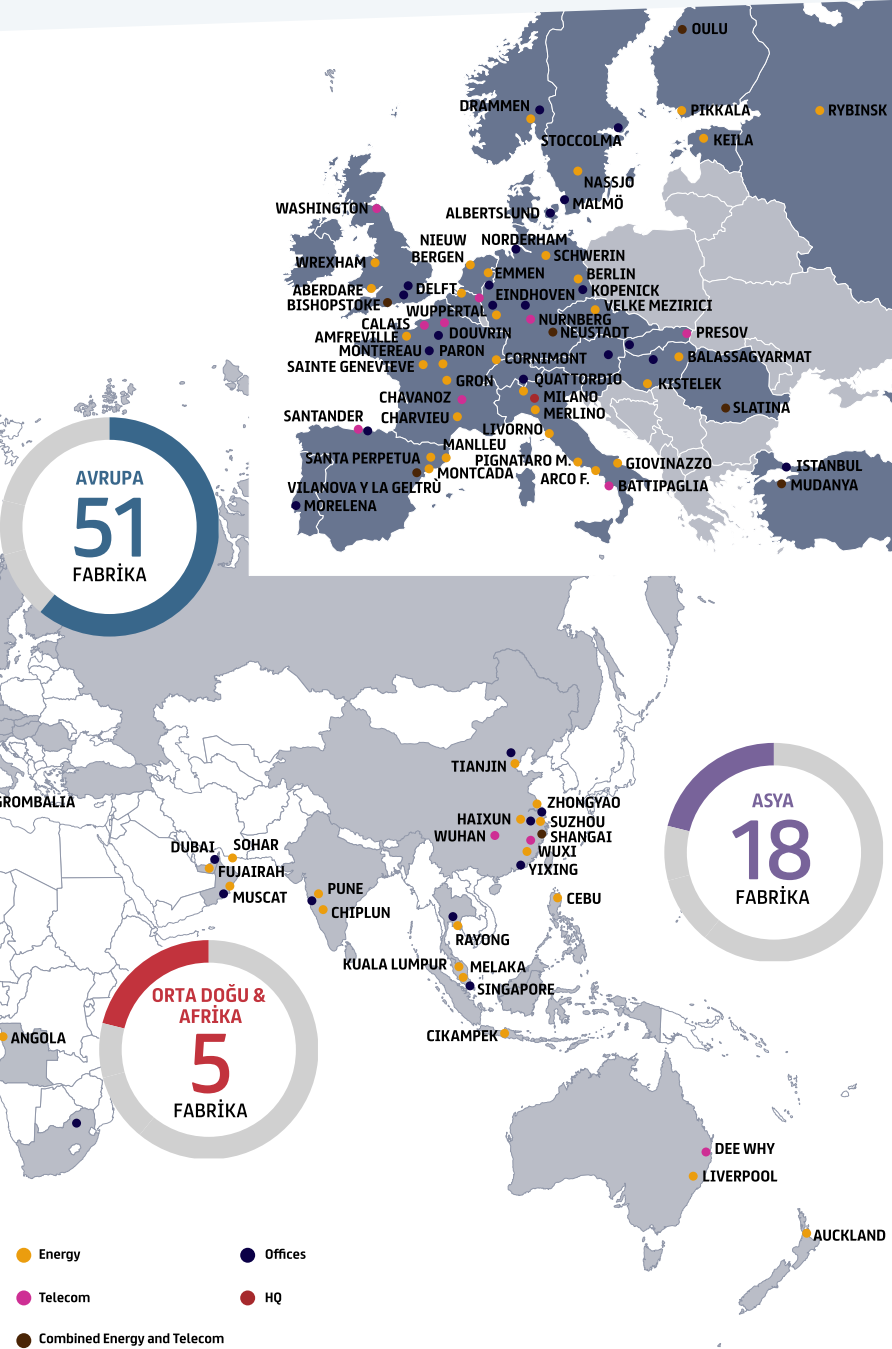 OULU
DRAMMEN
PIKKALA
RYBINSK
STOCCOLMA
KEILA
NASSJO
WASHINGTON
ALBERTSLUND
MALMÖ
NIEUW
BERGEN
NORDERHAM
WREXHAM
SCHWERIN
EMMEN
BERLIN
ABERDARE
DELFT
EINDHOVEN
KOPENICK
BISHOPSTOKE
WUPPERTAL
VELKE MEZIRICI
CALAIS
NURNBERG
AMFREVILLE
DOUVRIN
NEUSTADT
PRESOV
MONTEREAU
PARON
CORNIMONT
BALASSAGYARMAT
SAINTE GENEVIEVE
GRON
QUATTORDIO
KISTELEK
CHAVANOZ
MILANO
SLATINA
SANTANDER
CHARVIEU
MERLINO
LIVORNO
MANLLEU
SANTA PERPETUA
PIGNATARO M.
GIOVINAZZO
ISTANBUL
MONTCADA
ARCO F.
VILANOVA Y LA GELTRÙ
BATTIPAGLIA
MUDANYA
MORELENA
AVRUPA
51
FABRİKA
TIANJIN
GROMBALIA
ZHONGYAO
HAIXUN
SUZHOU
WUHAN
SHANGAI
DUBAI
SOHAR
WUXI
FUJAIRAH
YIXING
MUSCAT
PUNE
CEBU
CHIPLUN
RAYONG
KUALA LUMPUR
MELAKA
SINGAPORE
CIKAMPEK
ASYA
18
FABRİKA
ORTA DOĞU &
AFRİKA
5
FABRİKA
ANGOLA
DEE WHY
LIVERPOOL
AUCKLAND
Energy
Offices
Telecom
HQ
Combined Energy and Telecom